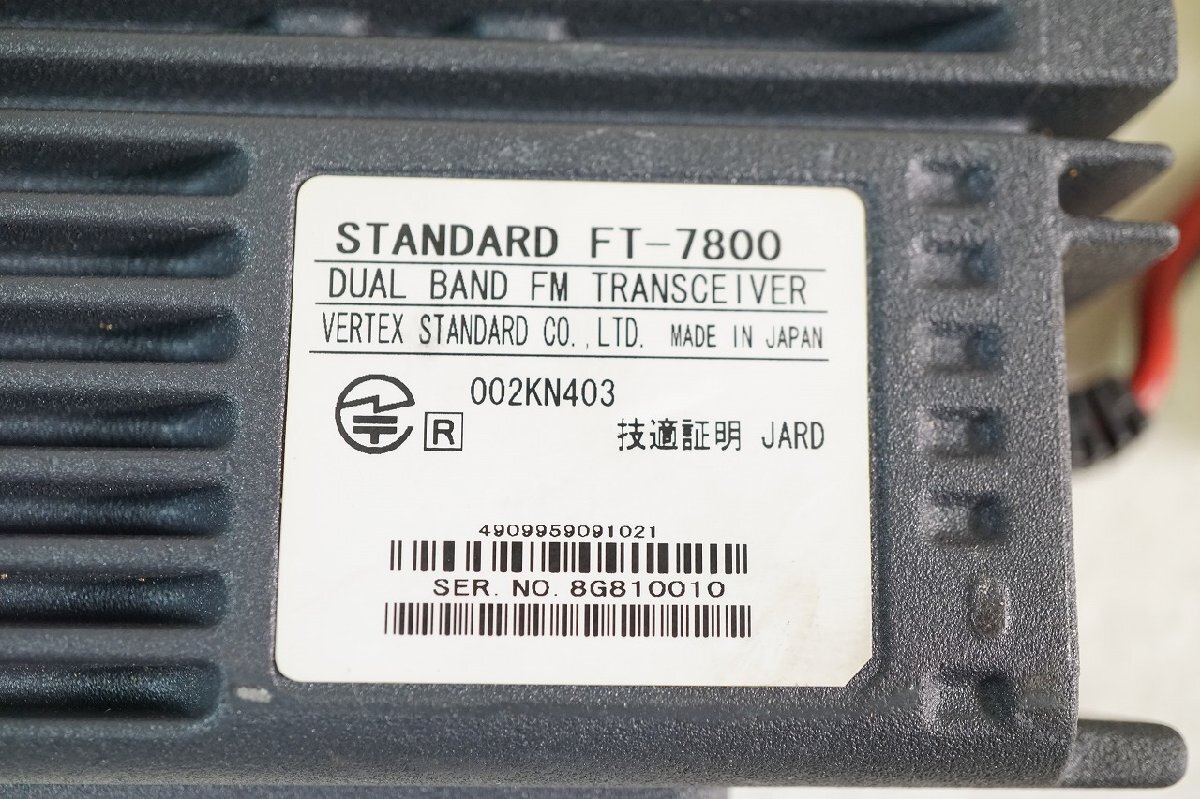 STANDARD FT-7800
DUAL BAND FM TRANSCEIVER
VERTEX STANDARD CO.,LTD. MADE IN JAPAN
R 002KN403
技適証明 JARD
4909959091021
SER. NO. 8G810010